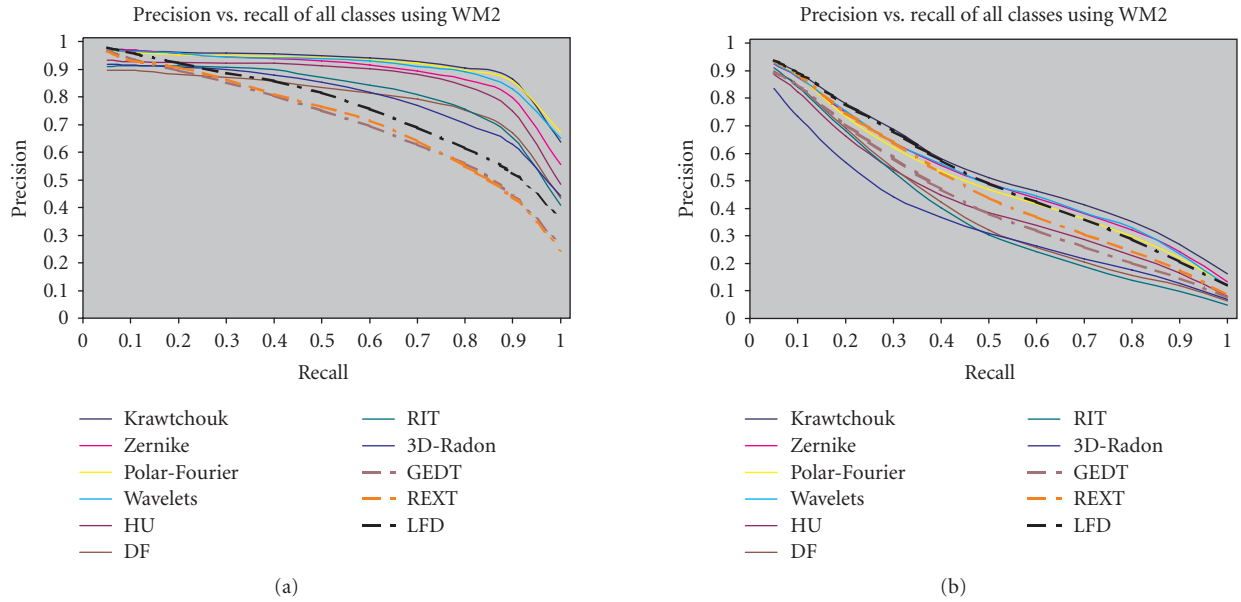 Precision vs. recall of all classes using WM2
1
0.9
0.8
0.7
0.6
0.5
0.4
0.3
0.2
0.1
0
Precision
0 0.1 0.2 0.3 0.4 0.5 0.6 0.7 0.8 0.9 1
Recall
Krawtchouk
Zernike
Polar-Fourier
Wavelets
HU
DF
RIT
3D-Radon
GEDT
REXT
LFD
(a)
Precision vs. recall of all classes using WM2
1
0.9
0.8
0.7
0.6
0.5
0.4
0.3
0.2
0.1
0
Precision
0 0.1 0.2 0.3 0.4 0.5 0.6 0.7 0.8 0.9 1
Recall
Krawtchouk
Zernike
Polar-Fourier
Wavelets
HU
DF
RIT
3D-Radon
GEDT
REXT
LFD
(b)